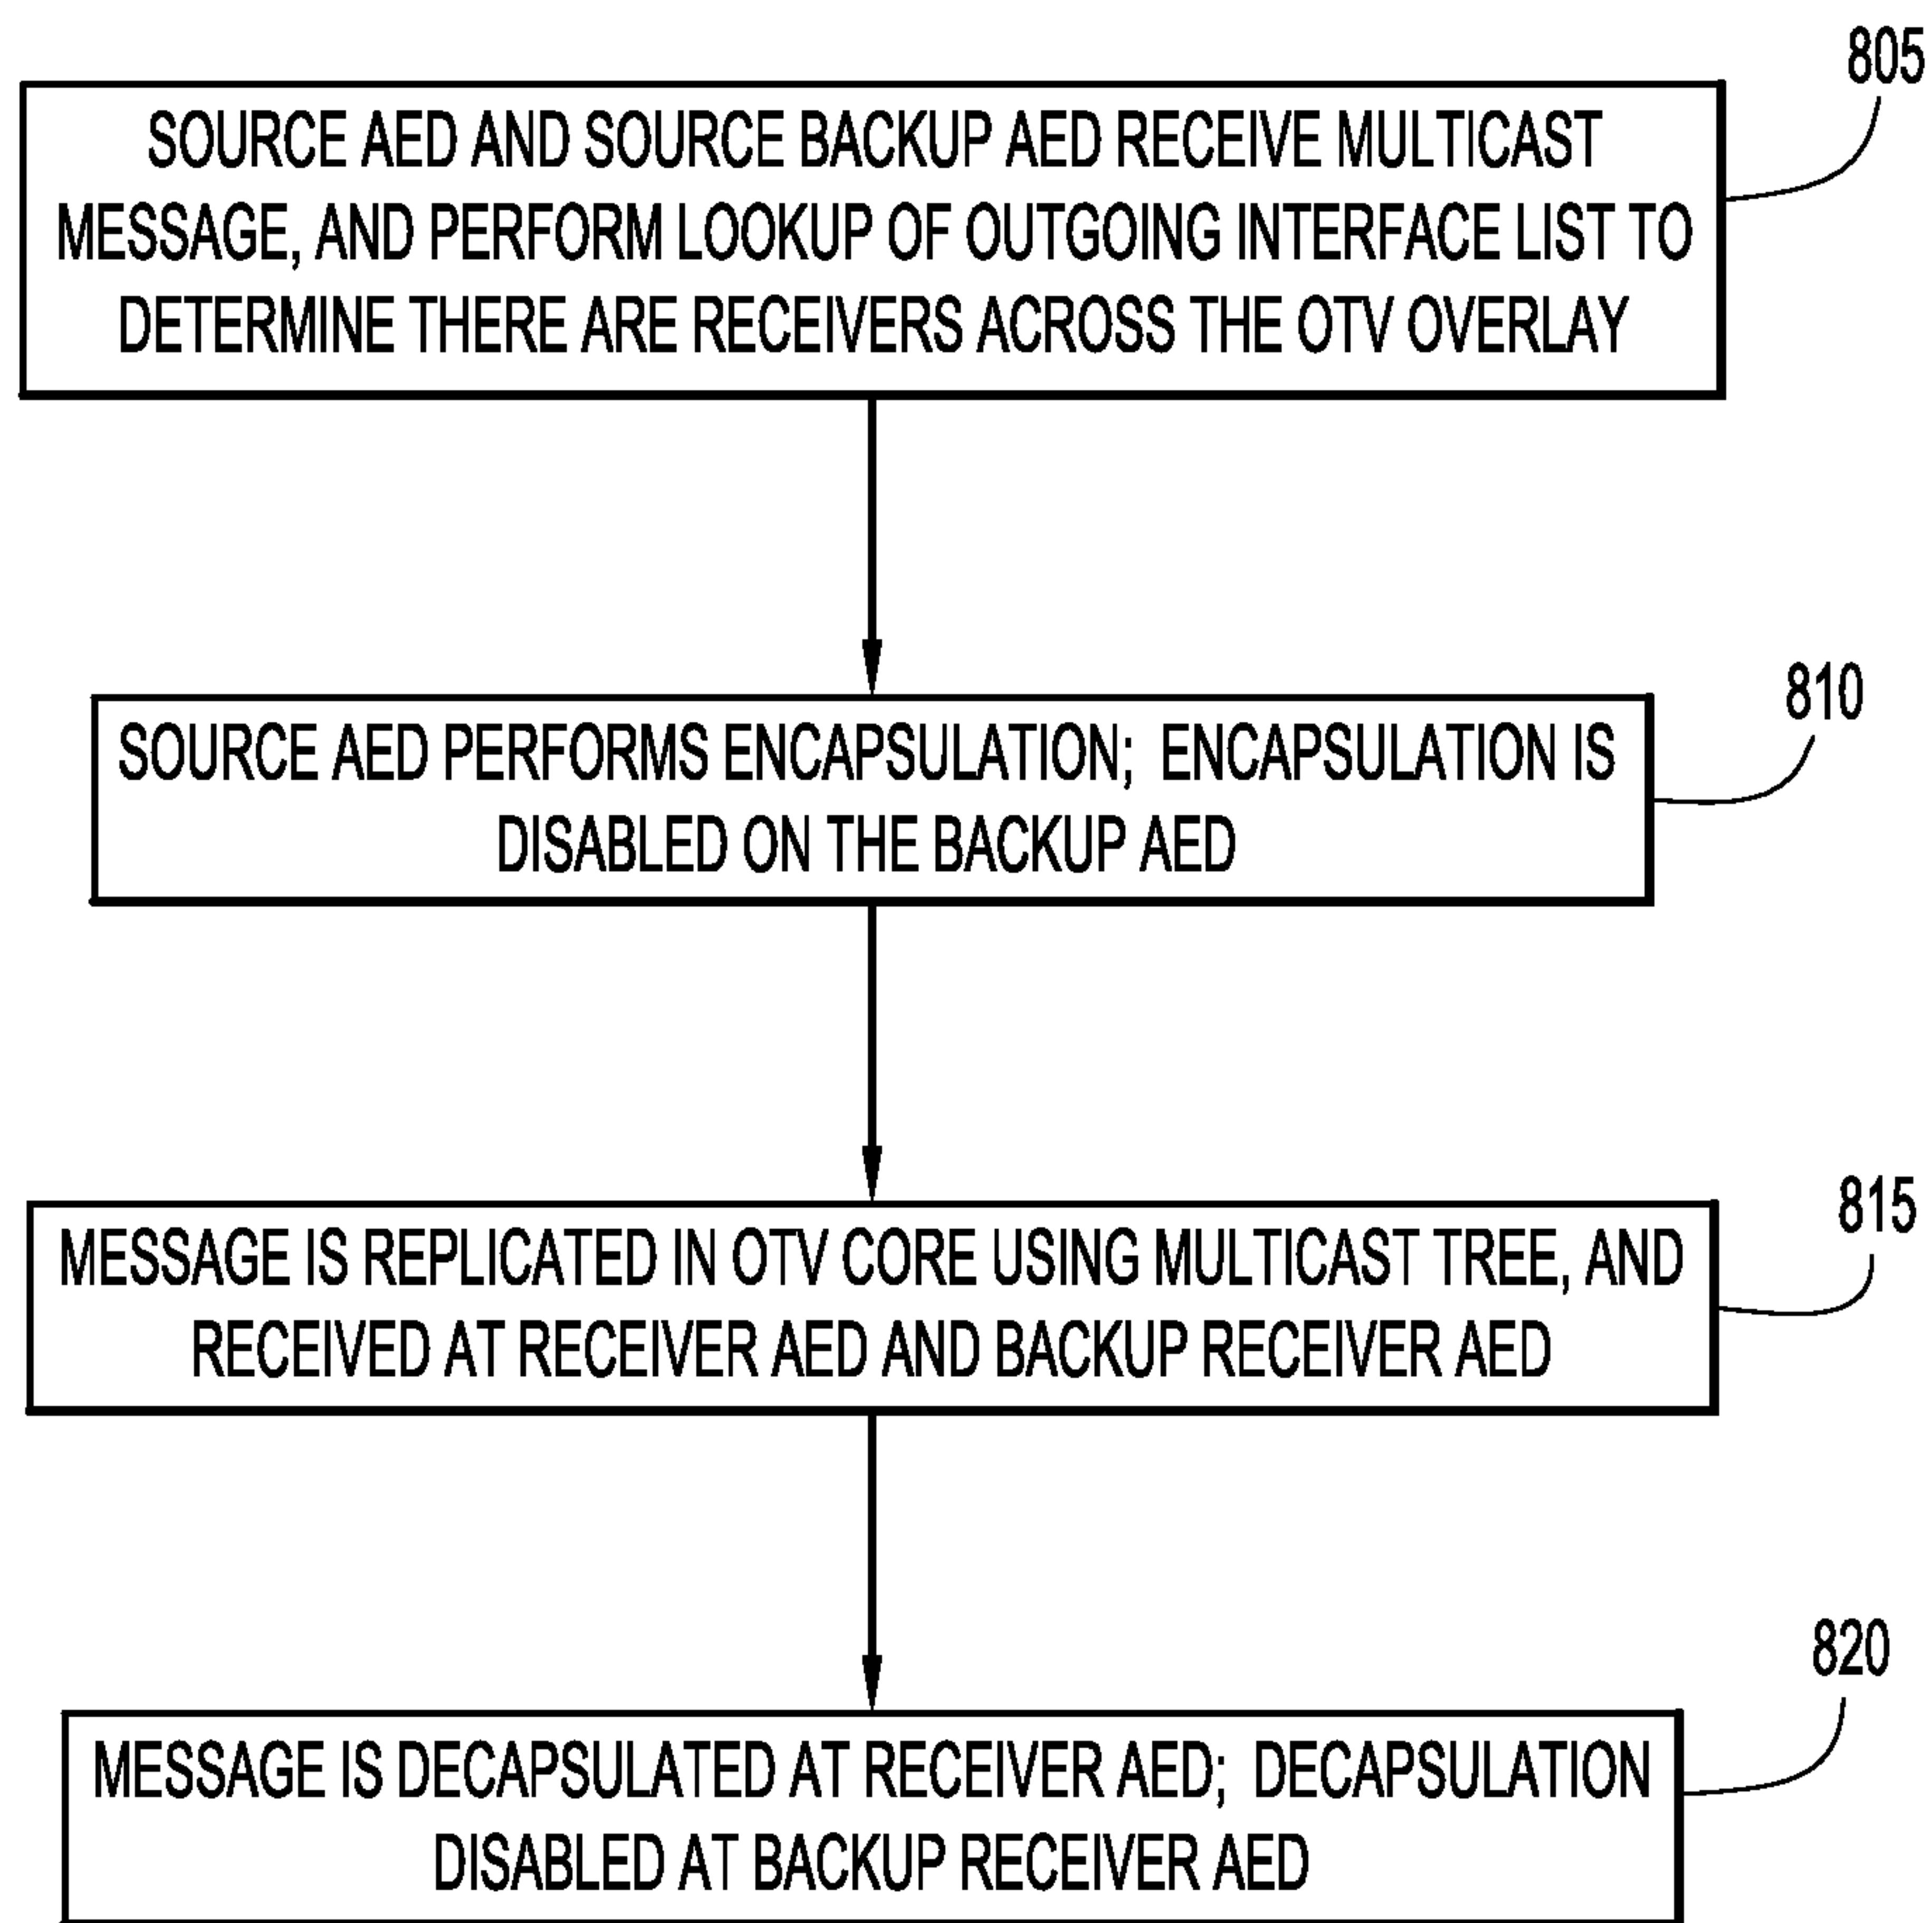 805
SOURCE AED AND SOURCE BACKUP AED RECEIVE MULTICAST
MESSAGE, AND PERFORM LOOKUP OF OUTGOING INTERFACE LIST TO
DETERMINE THERE ARE RECEIVERS ACROSS THE OTV OVERLAY
810
SOURCE AED PERFORMS ENCAPSULATION; ENCAPSULATION IS
DISABLED ON THE BACKUP AED
815
MESSAGE IS REPLICATED IN OTV CORE USING MULTICAST TREE, AND
RECEIVED AT RECEIVER AED AND BACKUP RECEIVER AED
820
MESSAGE IS DECAPSULATED AT RECEIVER AED; DECAPSULATION
DISABLED AT BACKUP RECEIVER AED